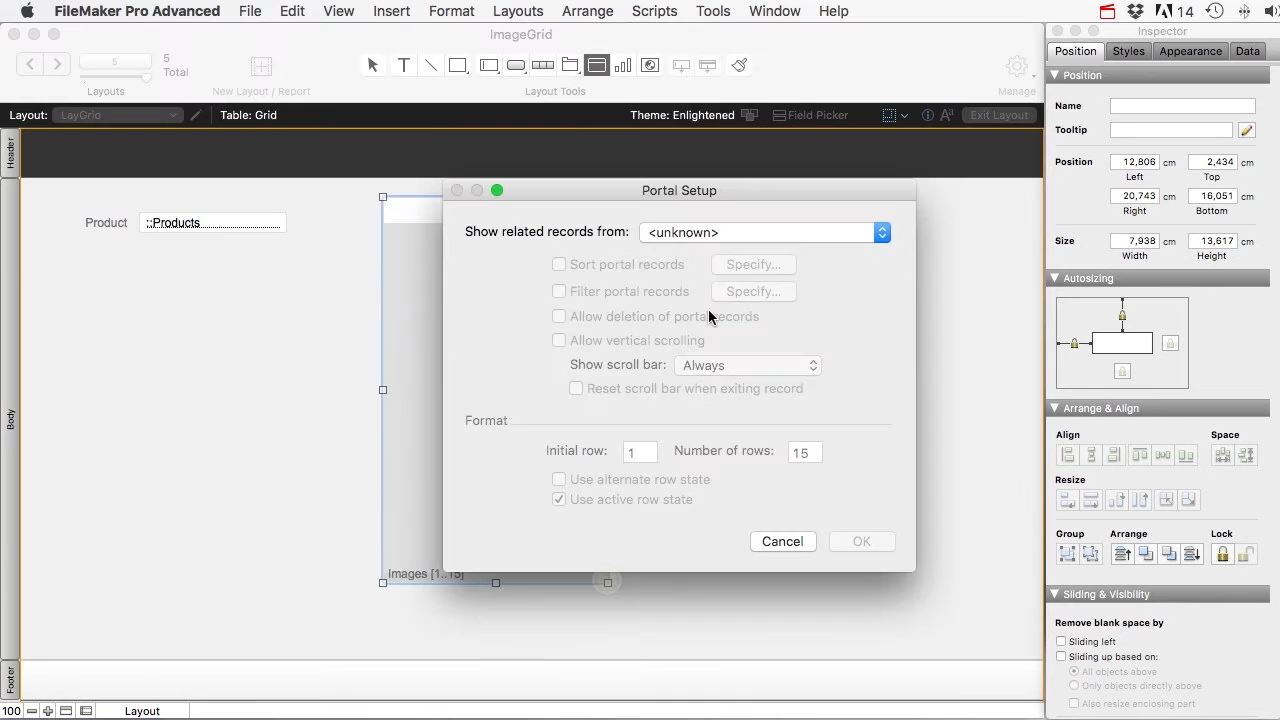 FileMaker Pro Advanced File Edit View Insert Format Layouts Arrange Scripts Tools Window Help 14
ImageGrid
5
5
Total
Layouts
New Layout / Report
Layout Tools
Manage
Layout: LayGrio
Table: Grid
Theme: Enlightened
Field Picker
Exit Layout
Header
Body
Footer
Product
::Products
Images [1..15]
Portal Setup
Show related records from: <unknown>
Sort portal records Specify...
Filter portal records Specify...
Allow deletion of portal records
Allow vertical scrolling
Show scroll bar: Always
Reset scroll bar when exiting record
Format
Initial row: 1 Number of rows: 15
Use alternate row state
Use active row state
Cancel OK
Inspector
Position Styles Appearance Data
Position
Name
Tooltip
Position 12,806 cm 2,434 cm
Left Top
20,743 cm 16,051 cm
Right Bottom
Size 7,938 cm 13,617 cm
Width Height
Autosizing
Arrange & Align
Align Space
Resize
Group Arrange Lock
Sliding & Visibility
Remove blank space by
Sliding left
Sliding up based on:
All objects above
Only objects directly above
Also resize enclosing part
100 Layout